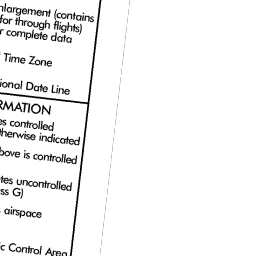 nlargement (contains
for through flights)
r complete data
Time Zone
ional Date Line
RMATION
es controlled
therwise indicated
bove is controlled
tes uncontrolled
ss G)
airspace
ic Control Area